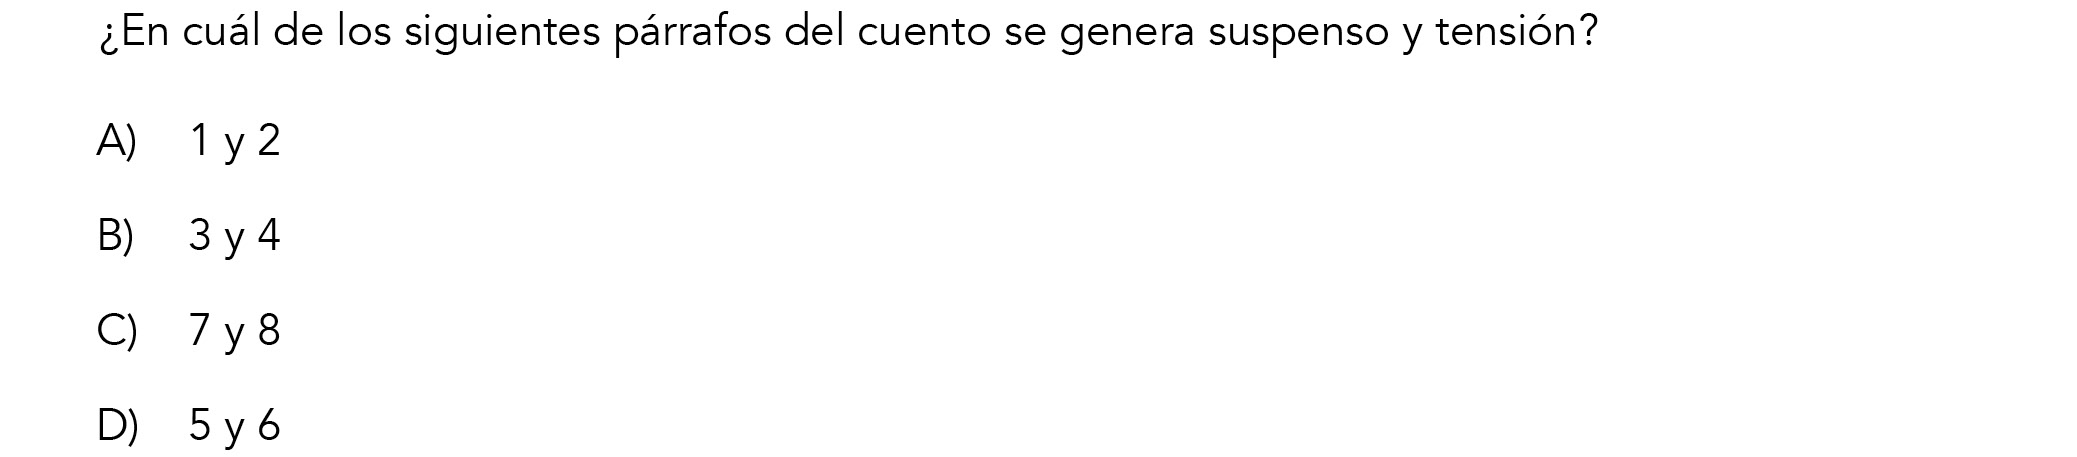 ¿En cuál de los siguientes párrafos del cuento se genera suspenso y tensión?
A) 1 y 2
B) 3 y 4
C) 7 y 8
D) 5 y 6